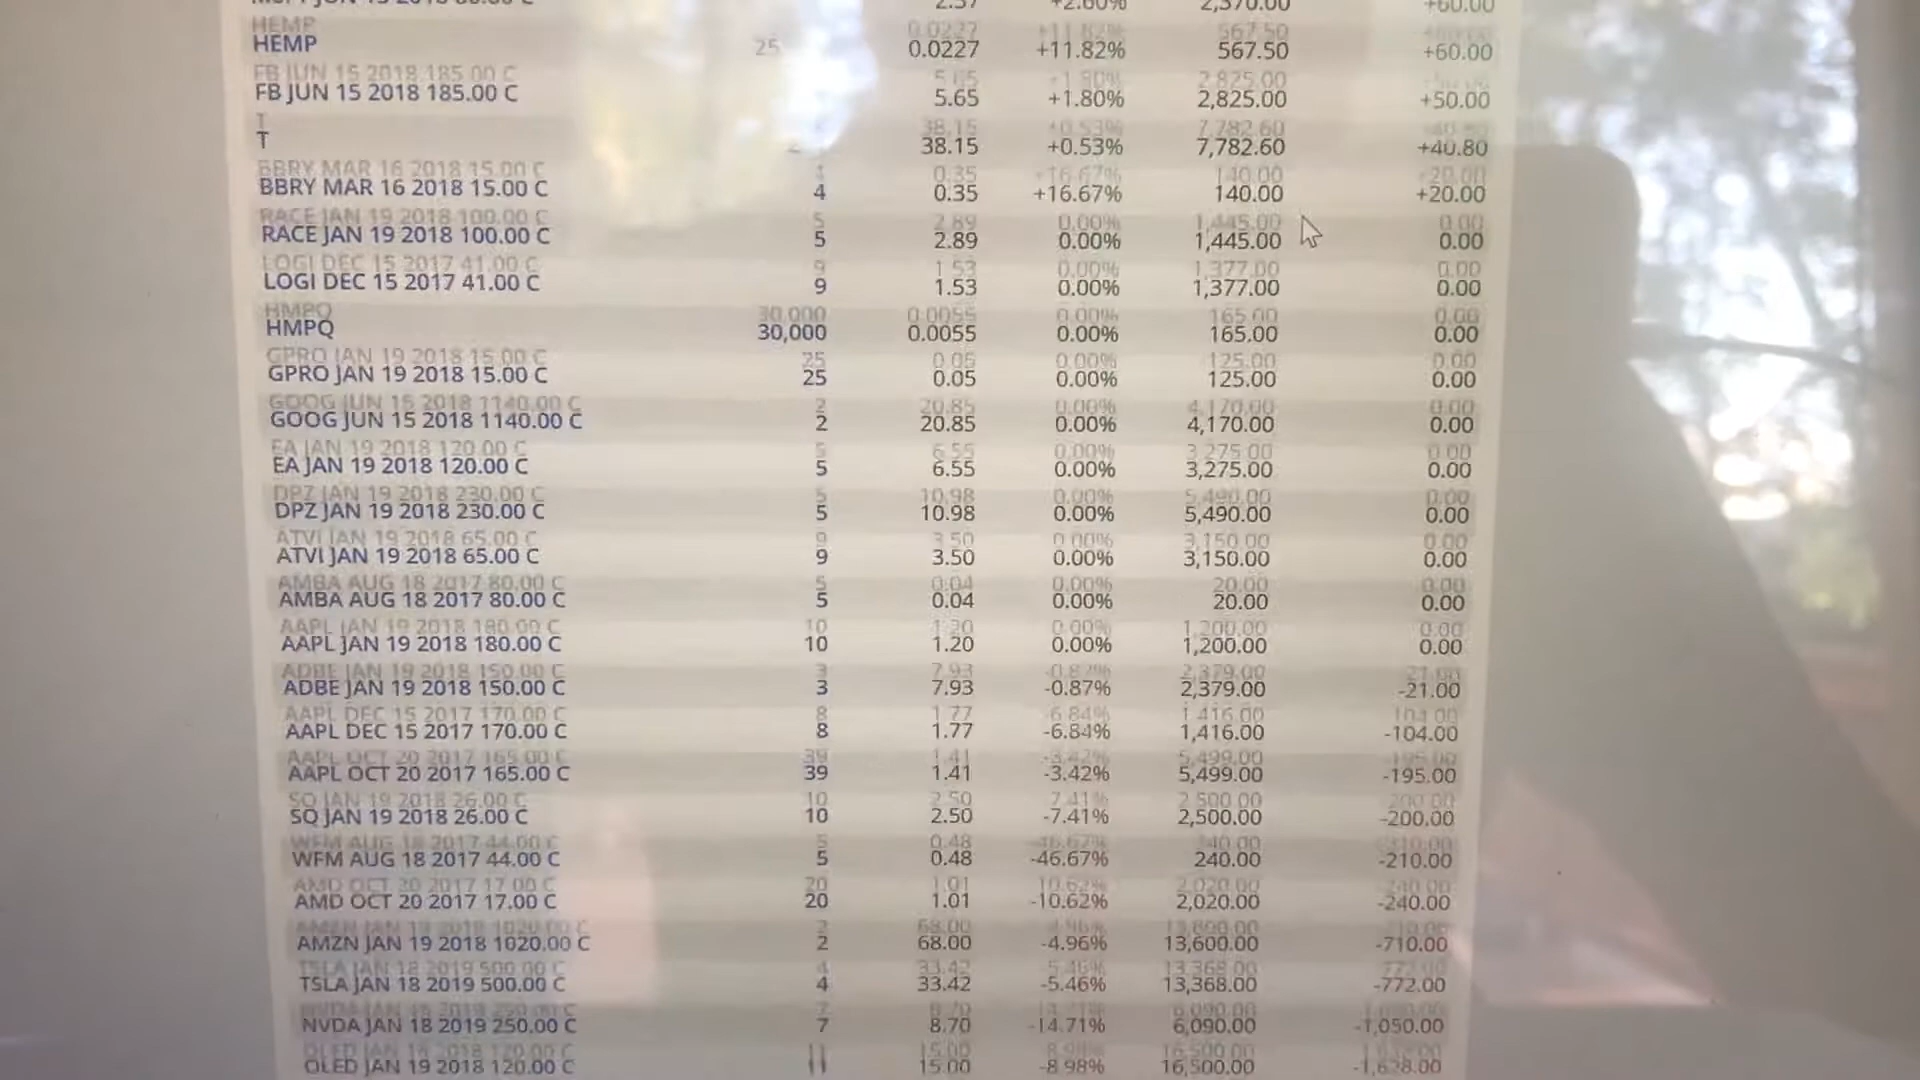 2.57 +2.60% 2,570.00 +60.00
HEMP 25 0.0227 +11.82% 567.50 +60.00
FB JUN 15 2018 185.00 C 5.65 +1.80% 2,825.00 +50.00
T 38.15 +0.53% 7,782.60 +40.80
BBRY MAR 16 2018 15.00 C 4 0.35 +16.67% 140.00 +20.00
RACE JAN 19 2018 100.00 C 5 2.89 0.00% 1,445.00 0.00
LOGI DEC 15 2017 41.00 C 9 1.53 0.00% 1,377.00 0.00
HMPQ 30,000 0.0055 0.00% 165.00 0.00
GPRO JAN 19 2018 15.00 C 25 0.05 0.00% 125.00 0.00
GOOG JUN 15 2018 1140.00 C 2 20.85 0.00% 4,170.00 0.00
EA JAN 19 2018 120.00 C 5 6.55 0.00% 3,275.00 0.00
DPZ JAN 19 2018 230.00 C 5 10.98 0.00% 5,490.00 0.00
ATVI JAN 19 2018 65.00 C 9 3.50 0.00% 3,150.00 0.00
AMBA AUG 18 2017 80.00 C 5 0.04 0.00% 20.00 0.00
AAPL JAN 19 2018 180.00 C 10 1.20 0.00% 1,200.00 0.00
ADBE JAN 19 2018 150.00 C 3 7.93 -0.87% 2,379.00 -21.00
AAPL DEC 15 2017 170.00 C 8 1.77 -6.84% 1,416.00 -104.00
AAPL OCT 20 2017 165.00 C 39 1.41 -3.42% 5,499.00 -195.00
SQ JAN 19 2018 26.00 C 10 2.50 -7.41% 2,500.00 -200.00
WFM AUG 18 2017 44.00 C 5 0.48 -46.67% 240.00 -210.00
AMD OCT 20 2017 17.00 C 20 1.01 -10.62% 2,020.00 -240.00
AMZN JAN 19 2018 1020.00 C 2 68.00 -4.96% 13,600.00 -710.00
TSLA JAN 18 2019 500.00 C 4 33.42 -5.46% 13,368.00 -772.00
NVDA JAN 18 2019 250.00 C 7 8.70 -14.71% 6,090.00 -1,050.00
OLED JAN 19 2018 120.00 C 11 15.00 -8.98% 16,500.00 -1,628.00